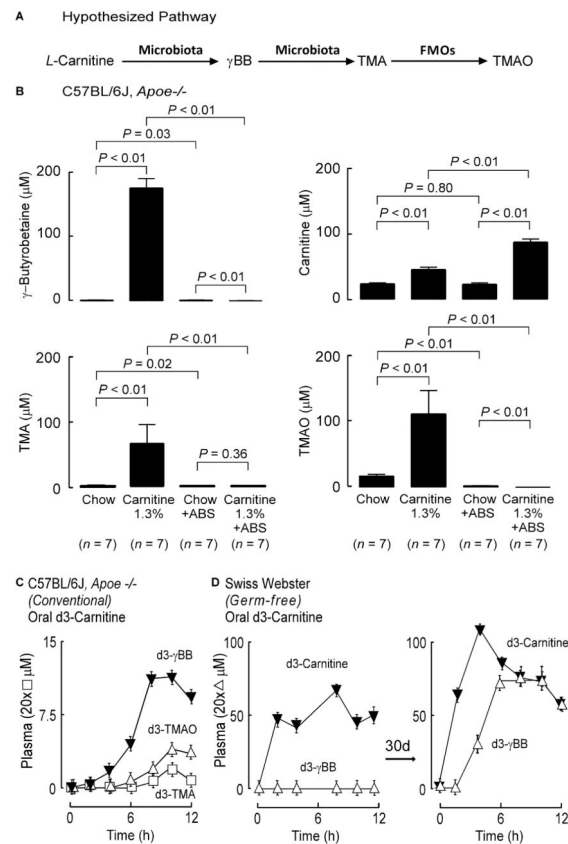 A Hypothesized Pathway
L-Carnitine Microbiota γBB Microbiota TMA FMOs TMAO
B C57BL/6J, Apoe-/-
P < 0.01
P = 0.03
P < 0.01
P < 0.01
200
100
0
γ–Butyrobetaine (μM)
P < 0.01
P = 0.80
P < 0.01
P < 0.01
200
100
0
Carnitine (μM)
P < 0.01
P = 0.02
P < 0.01
P = 0.36
200
100
0
TMA (μM)
P < 0.01
P < 0.01
P < 0.01
P < 0.01
200
100
0
TMAO (μM)
Chow Carnitine Chow Carnitine
1.3% +ABS 1.3%
+ABS
(n = 7) (n = 7) (n = 7) (n = 7)
Chow Carnitine Chow Carnitine
1.3% +ABS 1.3%
+ABS
(n = 7) (n = 7) (n = 7) (n = 7)
C C57BL/6J, Apoe -/-
(Conventional)
Oral d3-Carnitine
15
7.5
0
Plasma (20x□ μM)
d3-γBB
d3-TMAO
d3-TMA
0 6 12
Time (h)
D Swiss Webster
(Germ-free)
Oral d3-Carnitine
100
50
0
Plasma (20x△ μM)
d3-Carnitine
d3-γBB
0 6 12
Time (h)
30d
100
50
0
d3-Carnitine
d3-γBB
0 6 12
Time (h)